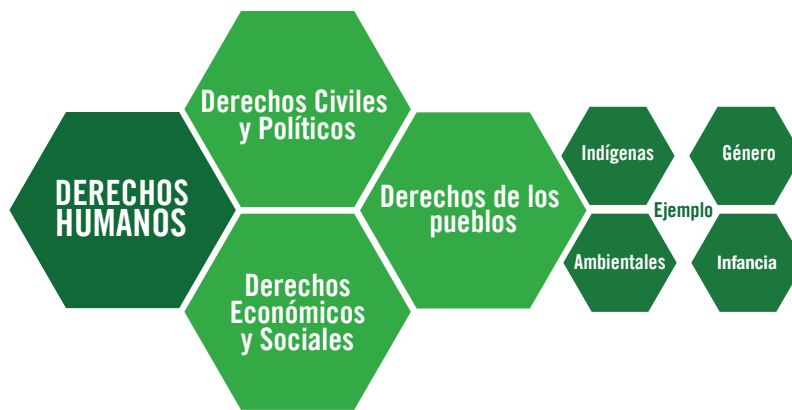 DERECHOS
HUMANOS
Derechos Civiles
y Políticos
Derechos
Económicos
y Sociales
Derechos de los
pueblos
Indígenas
Género
Ejemplo
Ambientales
Infancia